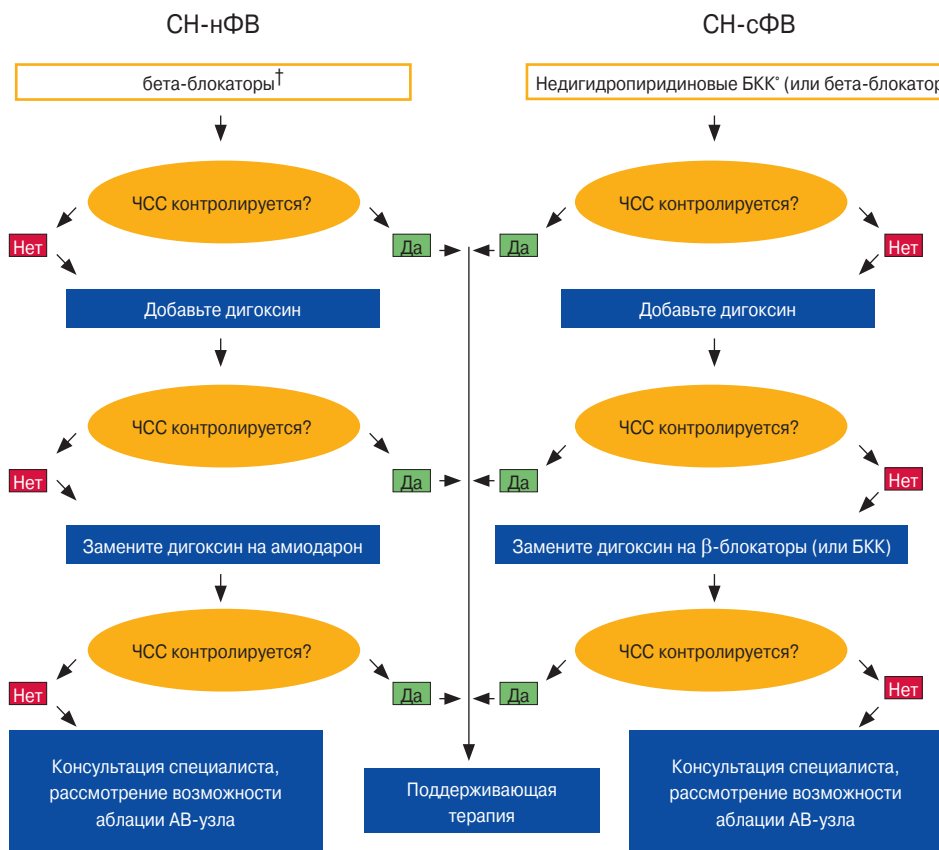 СН-нФВ
СН-сФВ
бета-блокаторы†
Недигидропиридиновые БКК* (или бета-блокатор
ЧСС контролируется?
ЧСС контролируется?
Нет
Да
Да
Нет
Добавьте дигоксин
Добавьте дигоксин
ЧСС контролируется?
ЧСС контролируется?
Нет
Да
Да
Нет
Замените дигоксин на амиодарон
Замените дигоксин на β-блокаторы (или БКК)
ЧСС контролируется?
ЧСС контролируется?
Нет
Да
Да
Нет
Консультация специалиста,
рассмотрение возможности
аблации АВ-узла
Поддерживающая
терапия
Консультация специалиста,
рассмотрение возможности
аблации АВ-узла